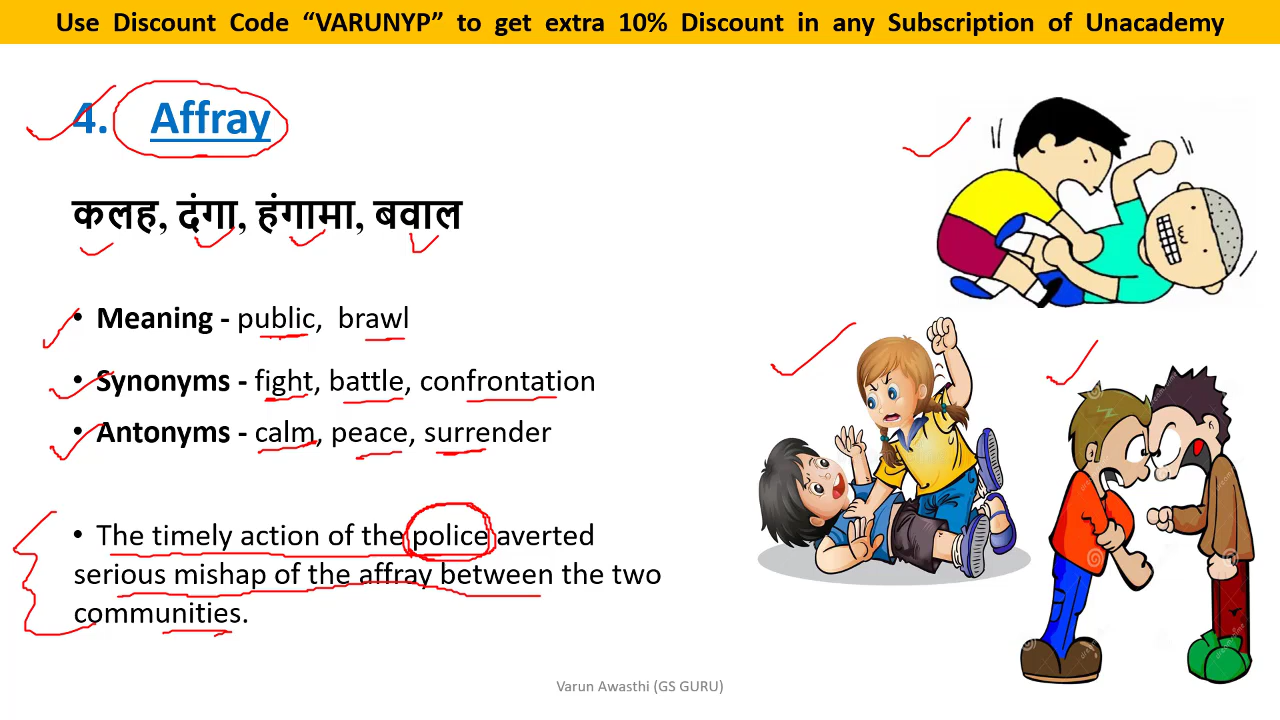 Use Discount Code “VARUNYP” to get extra 10% Discount in any Subscription of Unacademy
4. Affray
कलह, दंगा, हंगामा, बवाल
• Meaning - public, brawl
• Synonyms - fight, battle, confrontation
• Antonyms - calm, peace, surrender
• The timely action of the police averted
serious mishap of the affray between the two
communities.
Varun Awasthi (GS GURU)